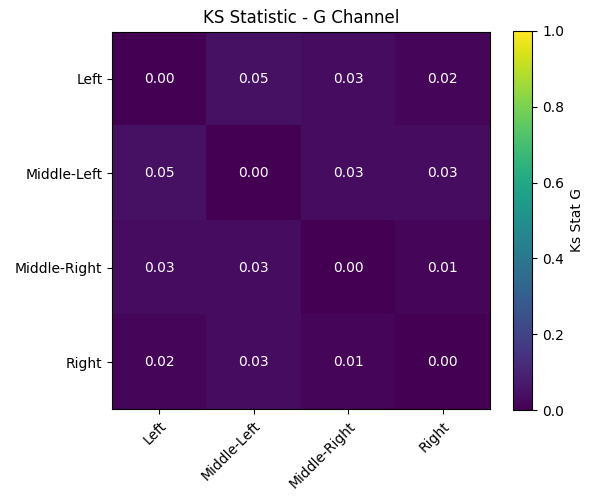 KS Statistic - G Channel
Left 0.00 0.05 0.03 0.02
Middle-Left 0.05 0.00 0.03 0.03
Middle-Right 0.03 0.03 0.00 0.01
Right 0.02 0.03 0.01 0.00
Left Middle-Left Middle-Right Right
1.0
0.8
0.6
0.4
0.2
0.0
Ks Stat G